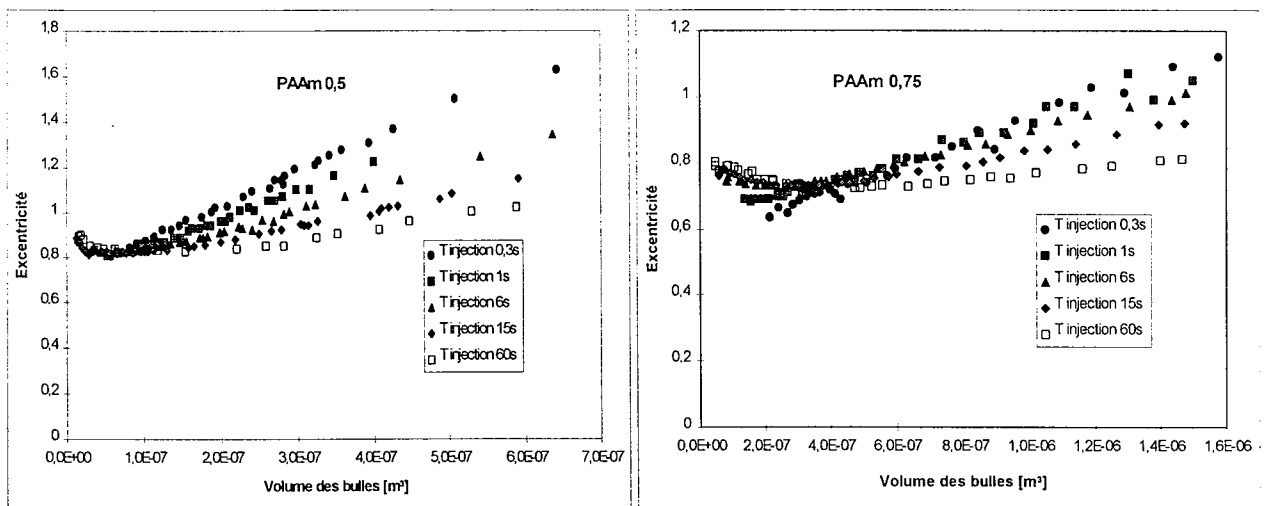 1,8
1,6
1,4
1,2
1
0,8
0,6
0,4
0,2
0
Excentricité
PAAm 0,5
T injection 0,3s
T injection 1s
T injection 6s
T injection 15s
T injection 60s
0,0E+00 1,0E-07 2,0E-07 3,0E-07 4,0E-07 5,0E-07 6,0E-07 7,0E-07
Volume des bulles [m³]
1,2
1
0,8
0,6
0,4
0,2
0
Excentricité
PAAm 0,75
T injection 0,3s
T injection 1s
T injection 6s
T injection 15s
T injection 60s
0,0E+00 2,0E-07 4,0E-07 6,0E-07 8,0E-07 1,0E-06 1,2E-06 1,4E-06 1,6E-06
Volume des bulles [m³]